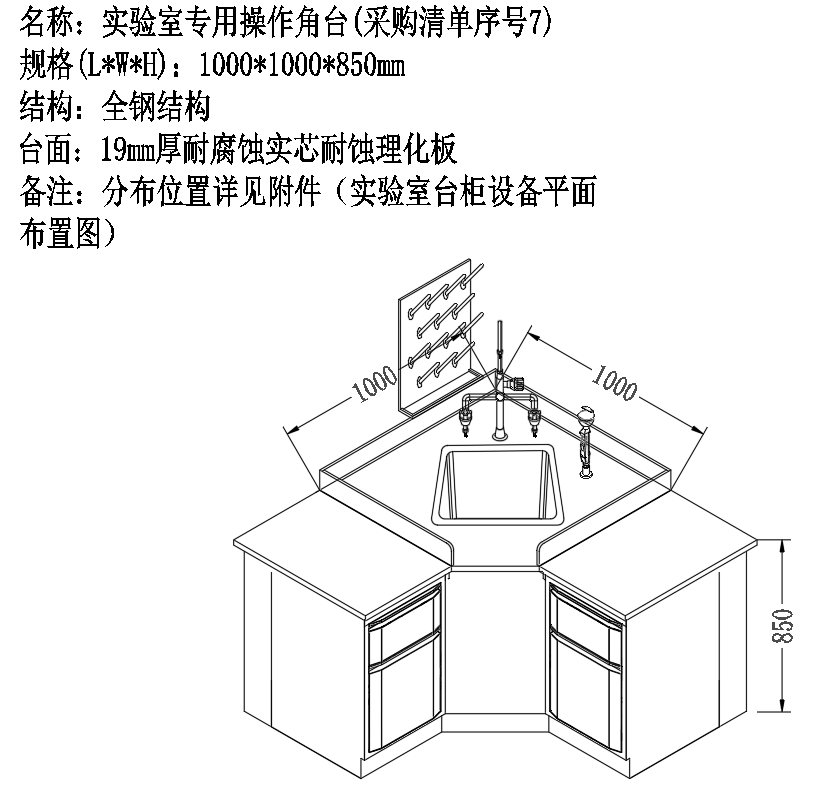 名称：实验室专用操作角台(采购清单序号7)
规格(L*W*H)：1000*1000*850mm
结构：全钢结构
台面：19mm厚耐腐蚀实芯耐蚀理化板
备注：分布位置详见附件（实验室台柜设备平面
布置图）
1000
1000
850